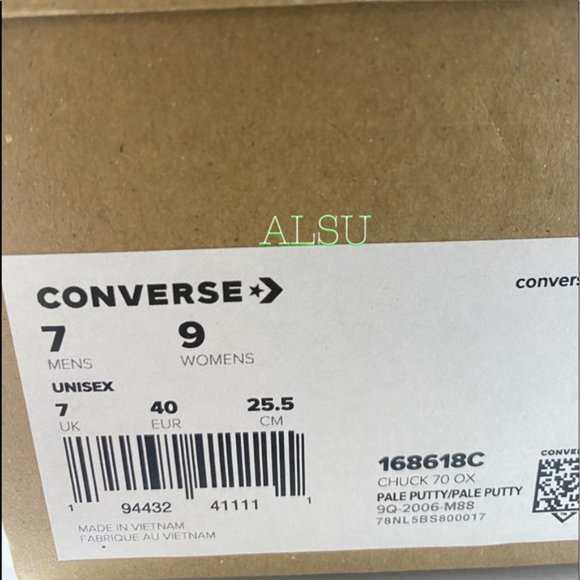 ALSU
CONVERSE
convers
7 9
MENS WOMENS
UNISEX
7 40 25.5
UK EUR CM
1 94432 41111 1
MADE IN VIETNAM
FABRIQUE AU VIETNAM
168618C
CHUCK 70 OX
PALE PUTTY/PALE PUTTY
9Q-2006-M88
78NL5BS800017
CONVE